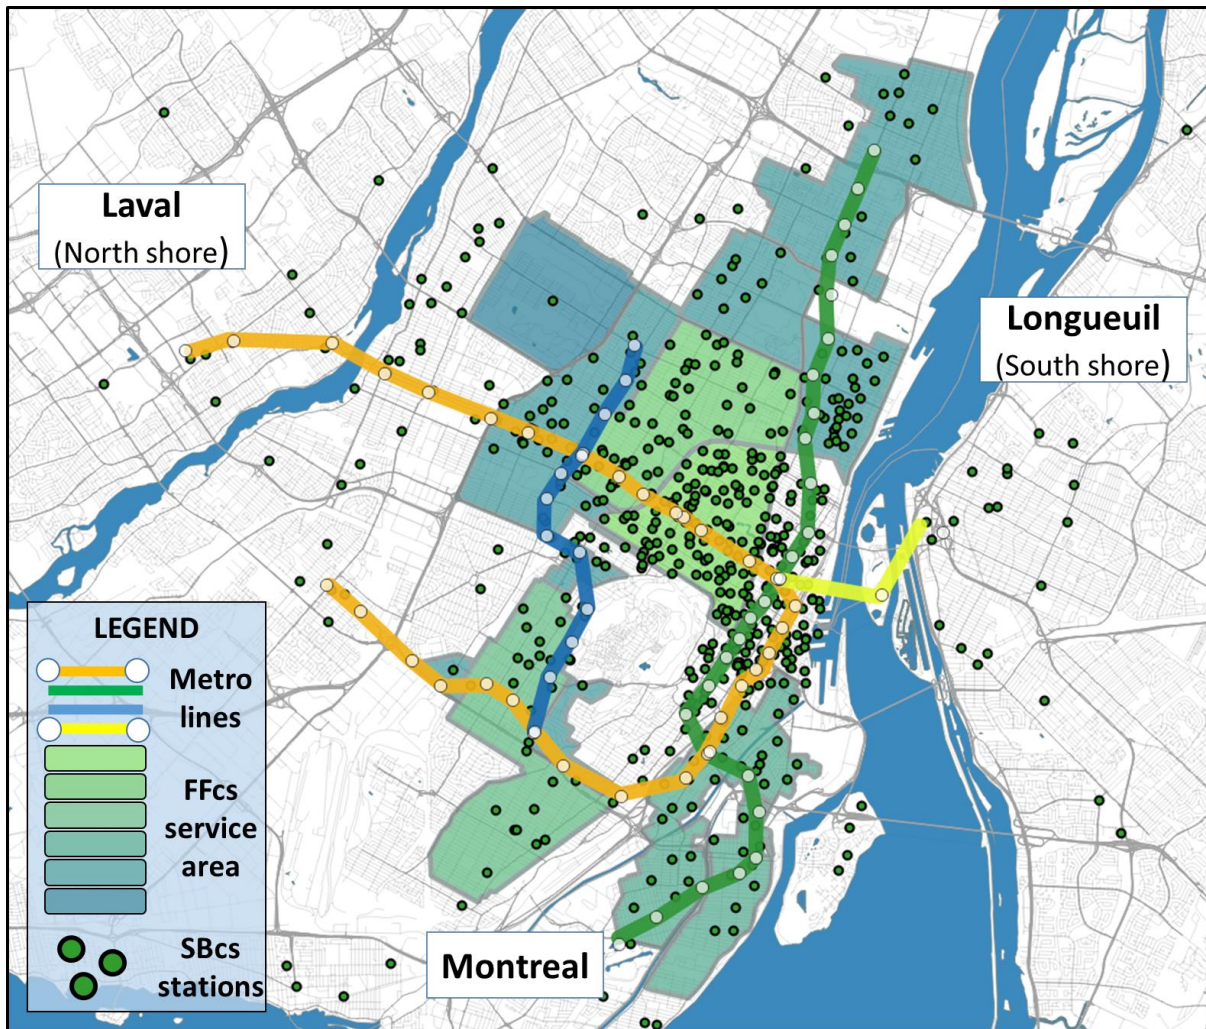 Laval
(North shore)
Longueuil
(South shore)
LEGEND
Metro
lines
FFcs
service
area
SBcs
stations
Montreal